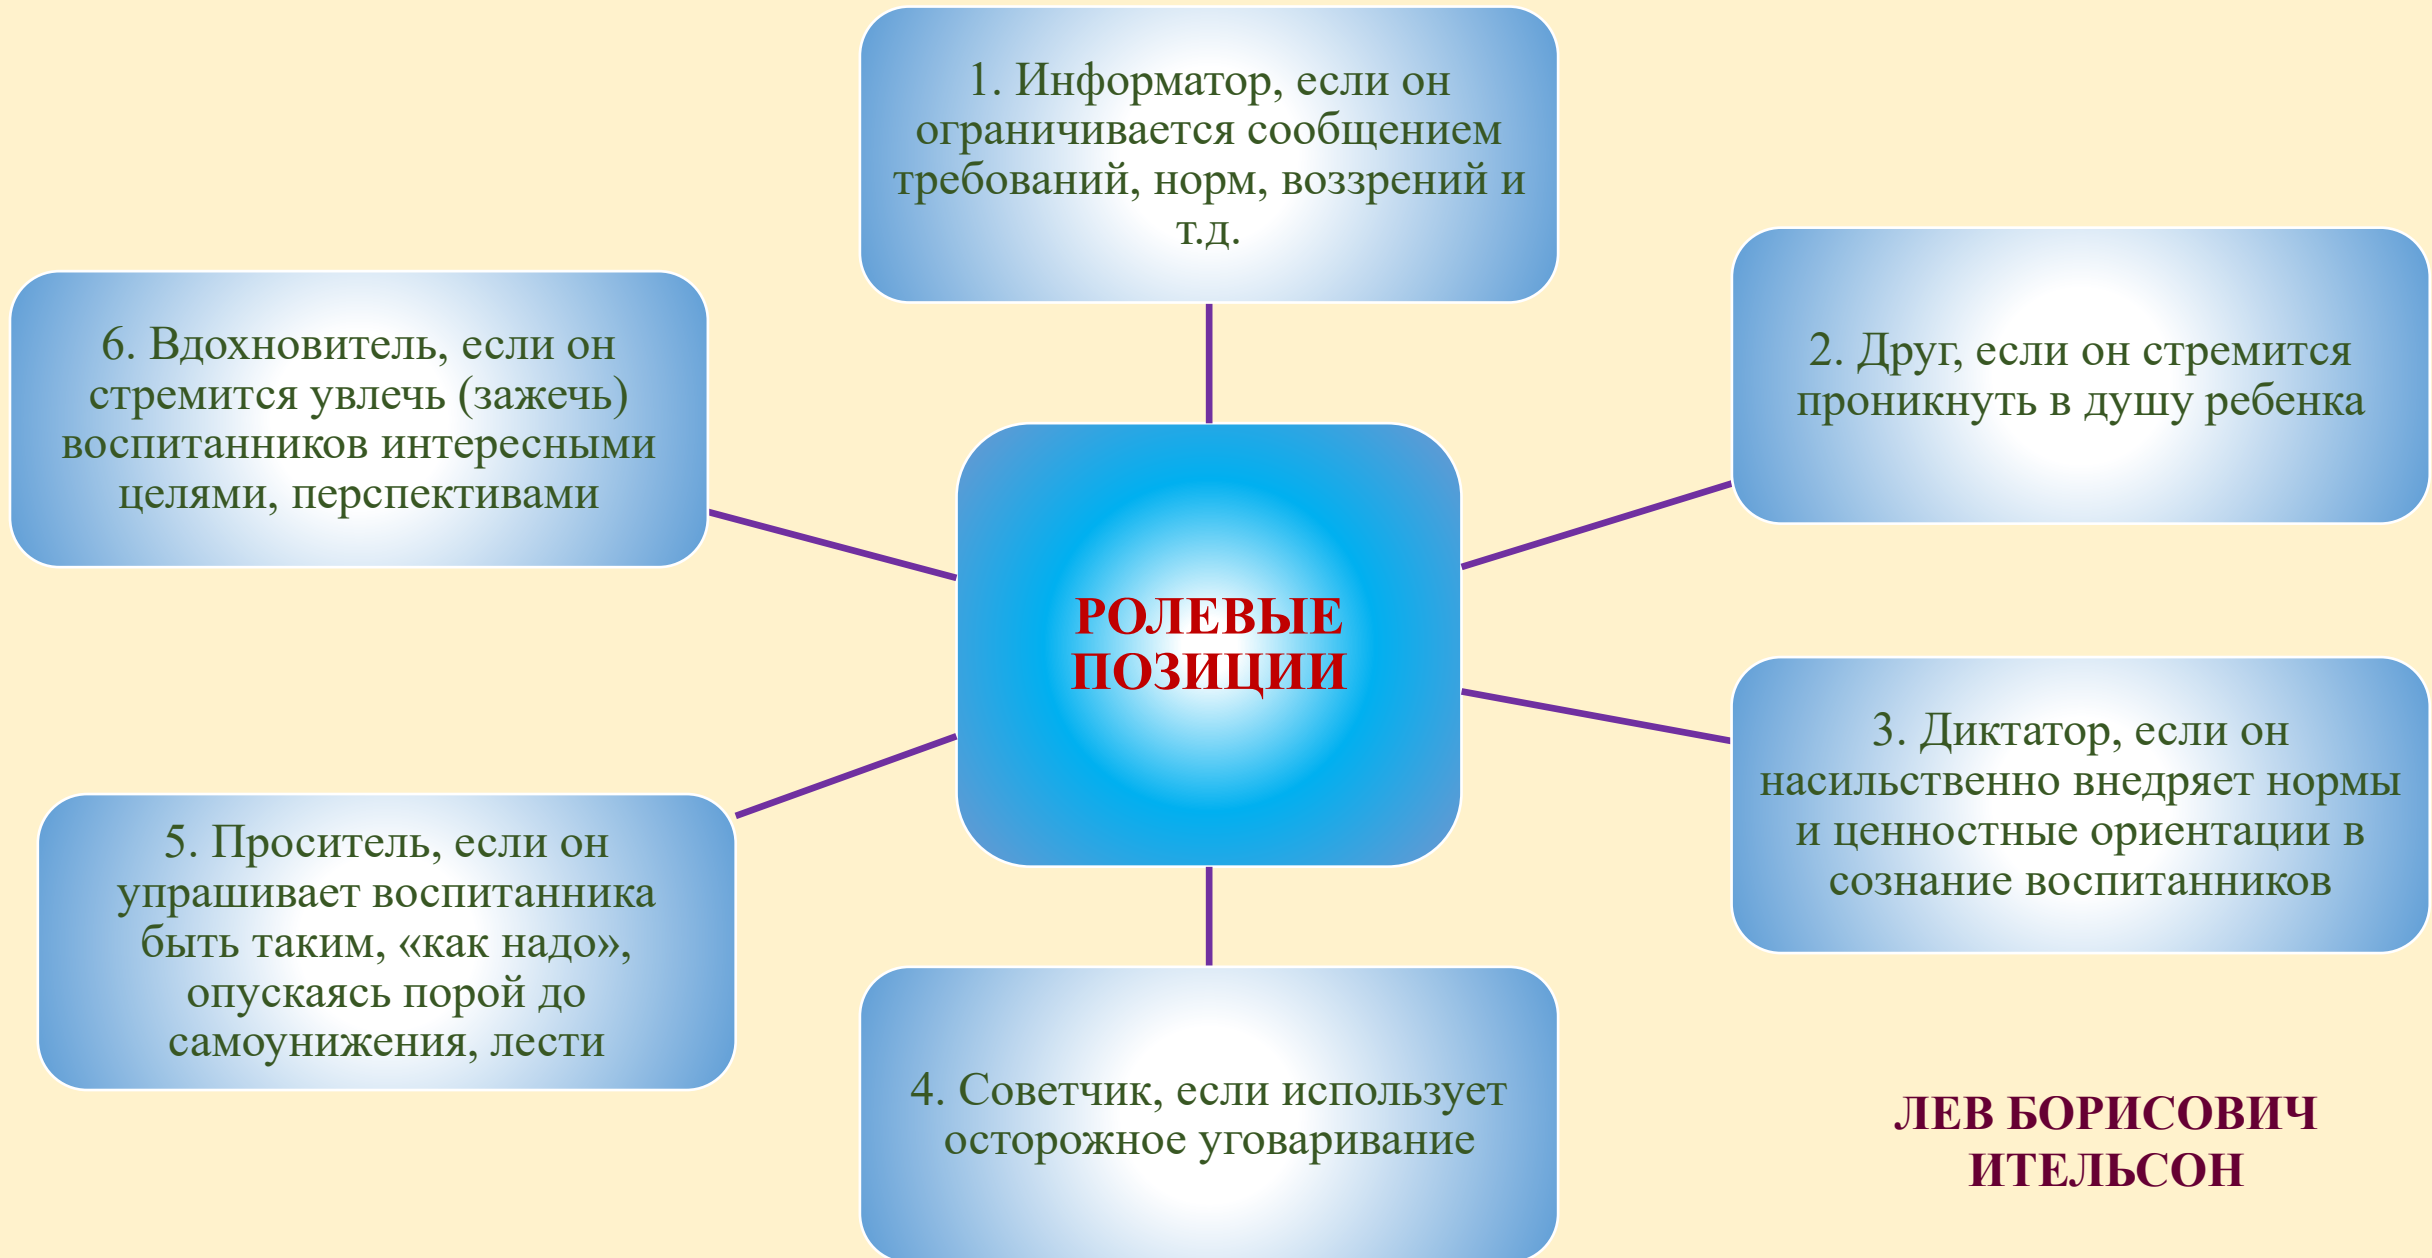 1. Информатор, если он
ограничивается сообщением
требований, норм, воззрений и
т.д.
2. Друг, если он стремится
проникнуть в душу ребенка
3. Диктатор, если он
насильственно внедряет нормы
и ценностные ориентации в
сознание воспитанников
4. Советчик, если использует
осторожное уговаривание
5. Проситель, если он
упрашивает воспитанника
быть таким, «как надо»,
опускаясь порой до
самоунижения, лести
6. Вдохновитель, если он
стремится увлечь (зажечь)
воспитанников интересными
целями, перспективами
РОЛЕВЫЕ
ПОЗИЦИИ
ЛЕВ БОРИСОВИЧ
ИТЕЛЬСОН